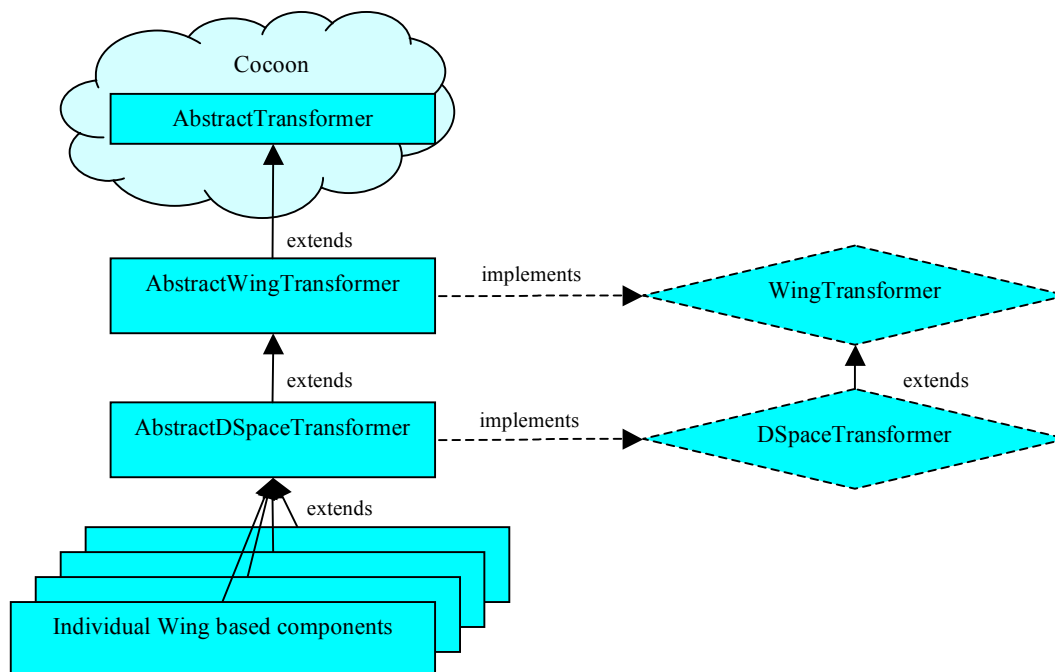 Cocoon
AbstractTransformer
extends
AbstractWingTransformer
implements
WingTransformer
extends
extends
AbstractDSpaceTransformer
implements
DSpaceTransformer
extends
Individual Wing based components